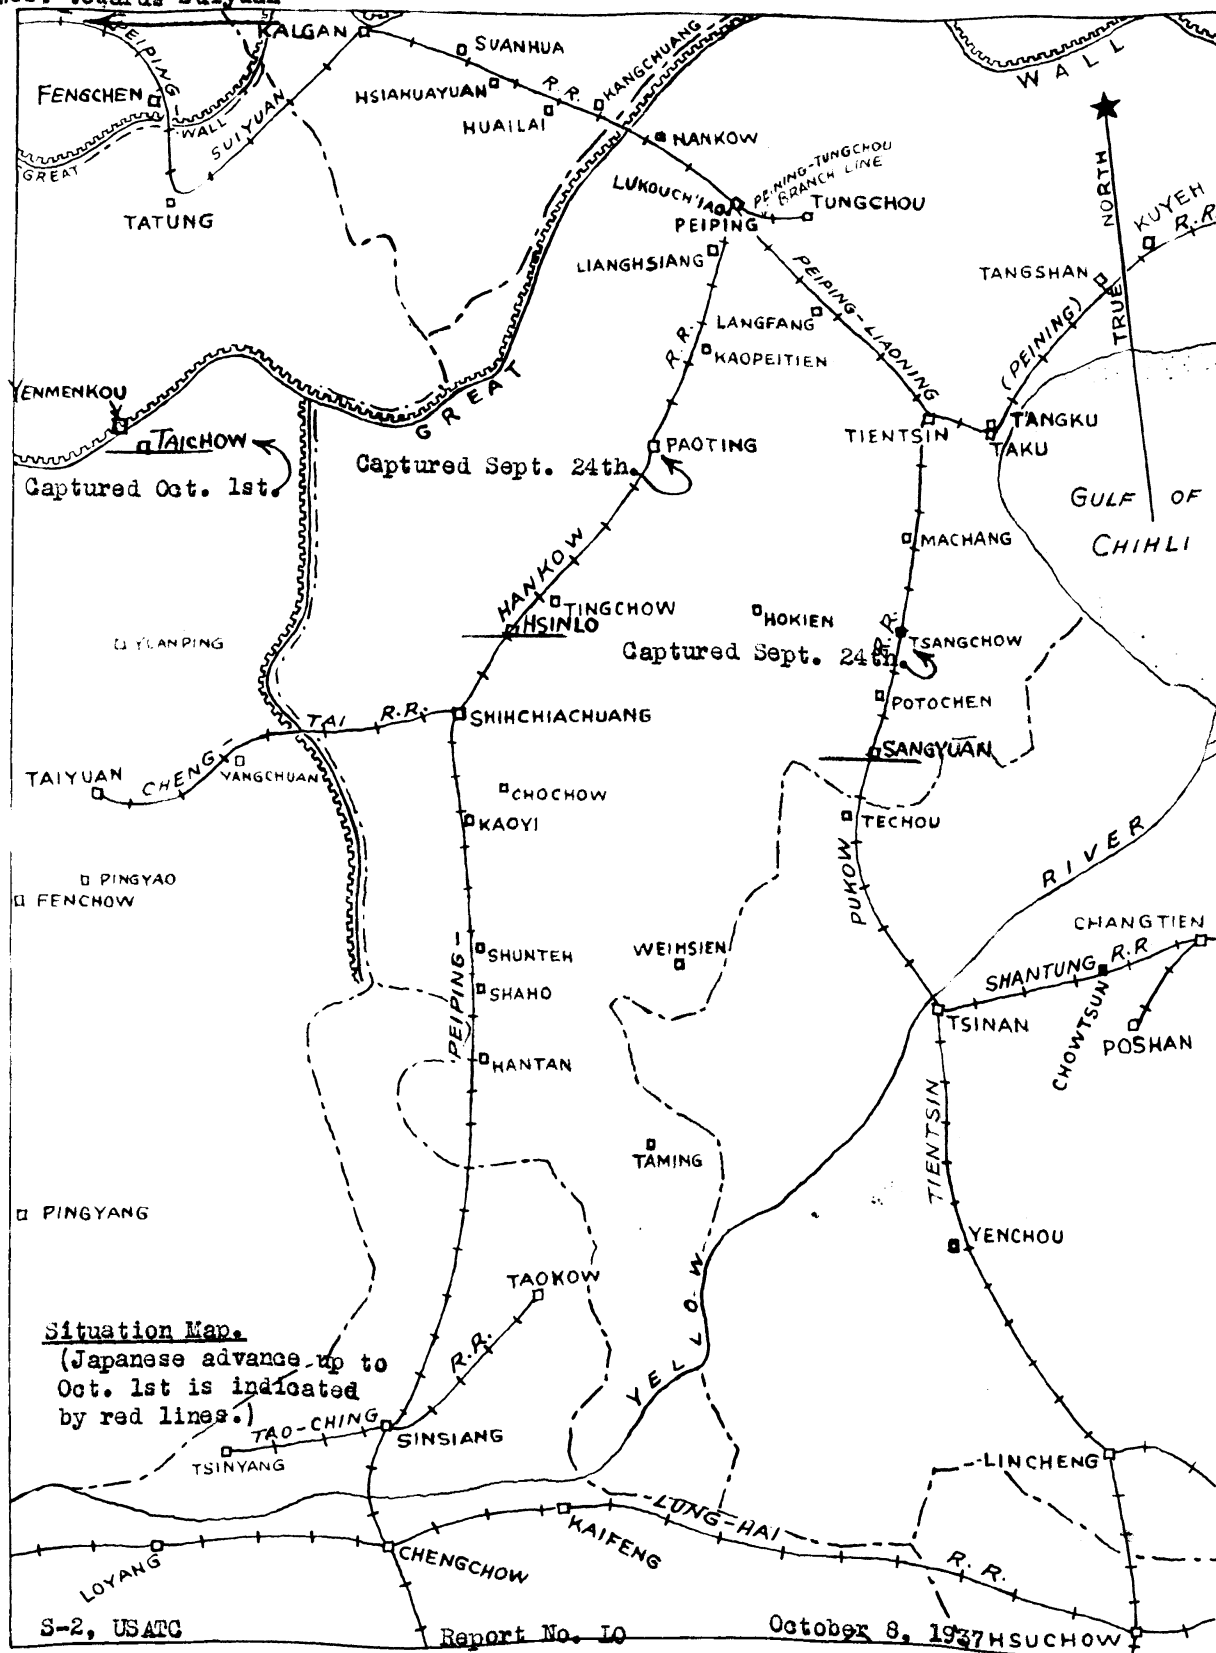 towards Suiyuan
KALGAN
SUANHUA
PEIPING-
HSIAHUAYUAN
R.R.
KANGCHUANG
WALL
FENGCHEN
HUAILAI
WALL
SUIYUAN
NANKOW
GREAT
TATUNG
LUKOUCH'IAO
PEINING-TUNGCHOU
BRANCH LINE
TUNGCHOU
PEIPING
TRUE NORTH
KUYEH
R.R.
LIANGHSIANG
TANGSHAN
PEIPING-LIAONING
(PEINING)
LANGFANG
R.R.
KAOPEITIEN
YENMENKOU
GREAT
TAICHOW
Captured Oct. 1st.
PAOTING
Captured Sept. 24th.
TIENTSIN
TANGKU
TAKU
GULF OF
CHIHLI
MACHANG
HANKOW
TINGCHOW
HSINLO
HOKIEN
R.R.
TSANGCHOW
Captured Sept. 24th.
YUANPING
POTOCHEN
TAI R.R.
SHIHCHIACHUANG
SANGYUAN
TAIYUAN
CHENG-
YANGCHUAN
CHOCHOW
KAOYI
TECHOU
PUKOW
RIVER
PINGYAO
FENCHOW
CHANGTIEN
SHUNTEH
WEIHSIEN
SHANTUNG R.R
SHAHO
PEIPING-
TSINAN
CHOWTSUN
POSHAN
HANTAN
TAMING
TIENTSIN
PINGYANG
YENCHOU
TAOKOW
YELLOW
Situation Map.
(Japanese advance up to
Oct. 1st is indicated
by red lines.)
R.R.
TAO-CHING
SINSIANG
TSINYANG
LINCHENG
LUNG-HAI
KAIFENG
R.R.
LOYANG
CHENGCHOW
S-2, USATC
Report No. 10
October 8, 1937
HSUCHOW